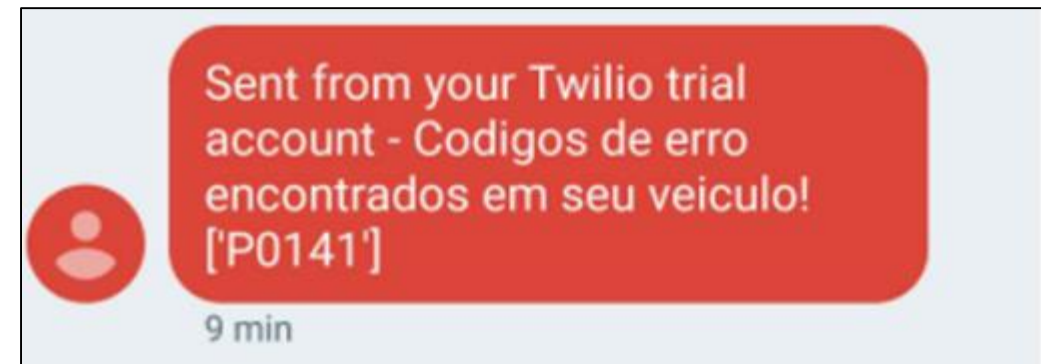 Sent from your Twilio trial
account - Codigos de erro
encontrados em seu veiculo!
['P0141']
9 min